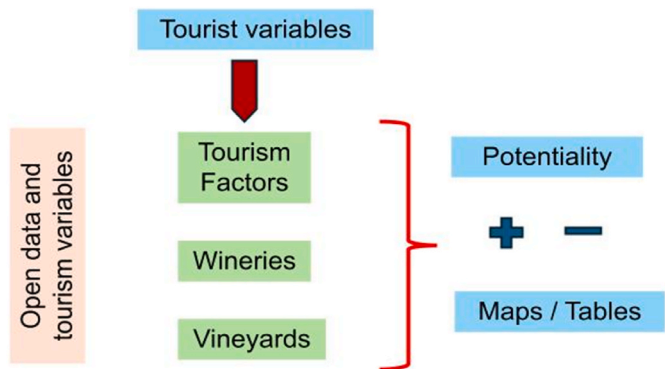 Tourist variables
Open data and
tourism variables
Tourism
Factors
Wineries
Vineyards
Potentiality
Maps / Tables